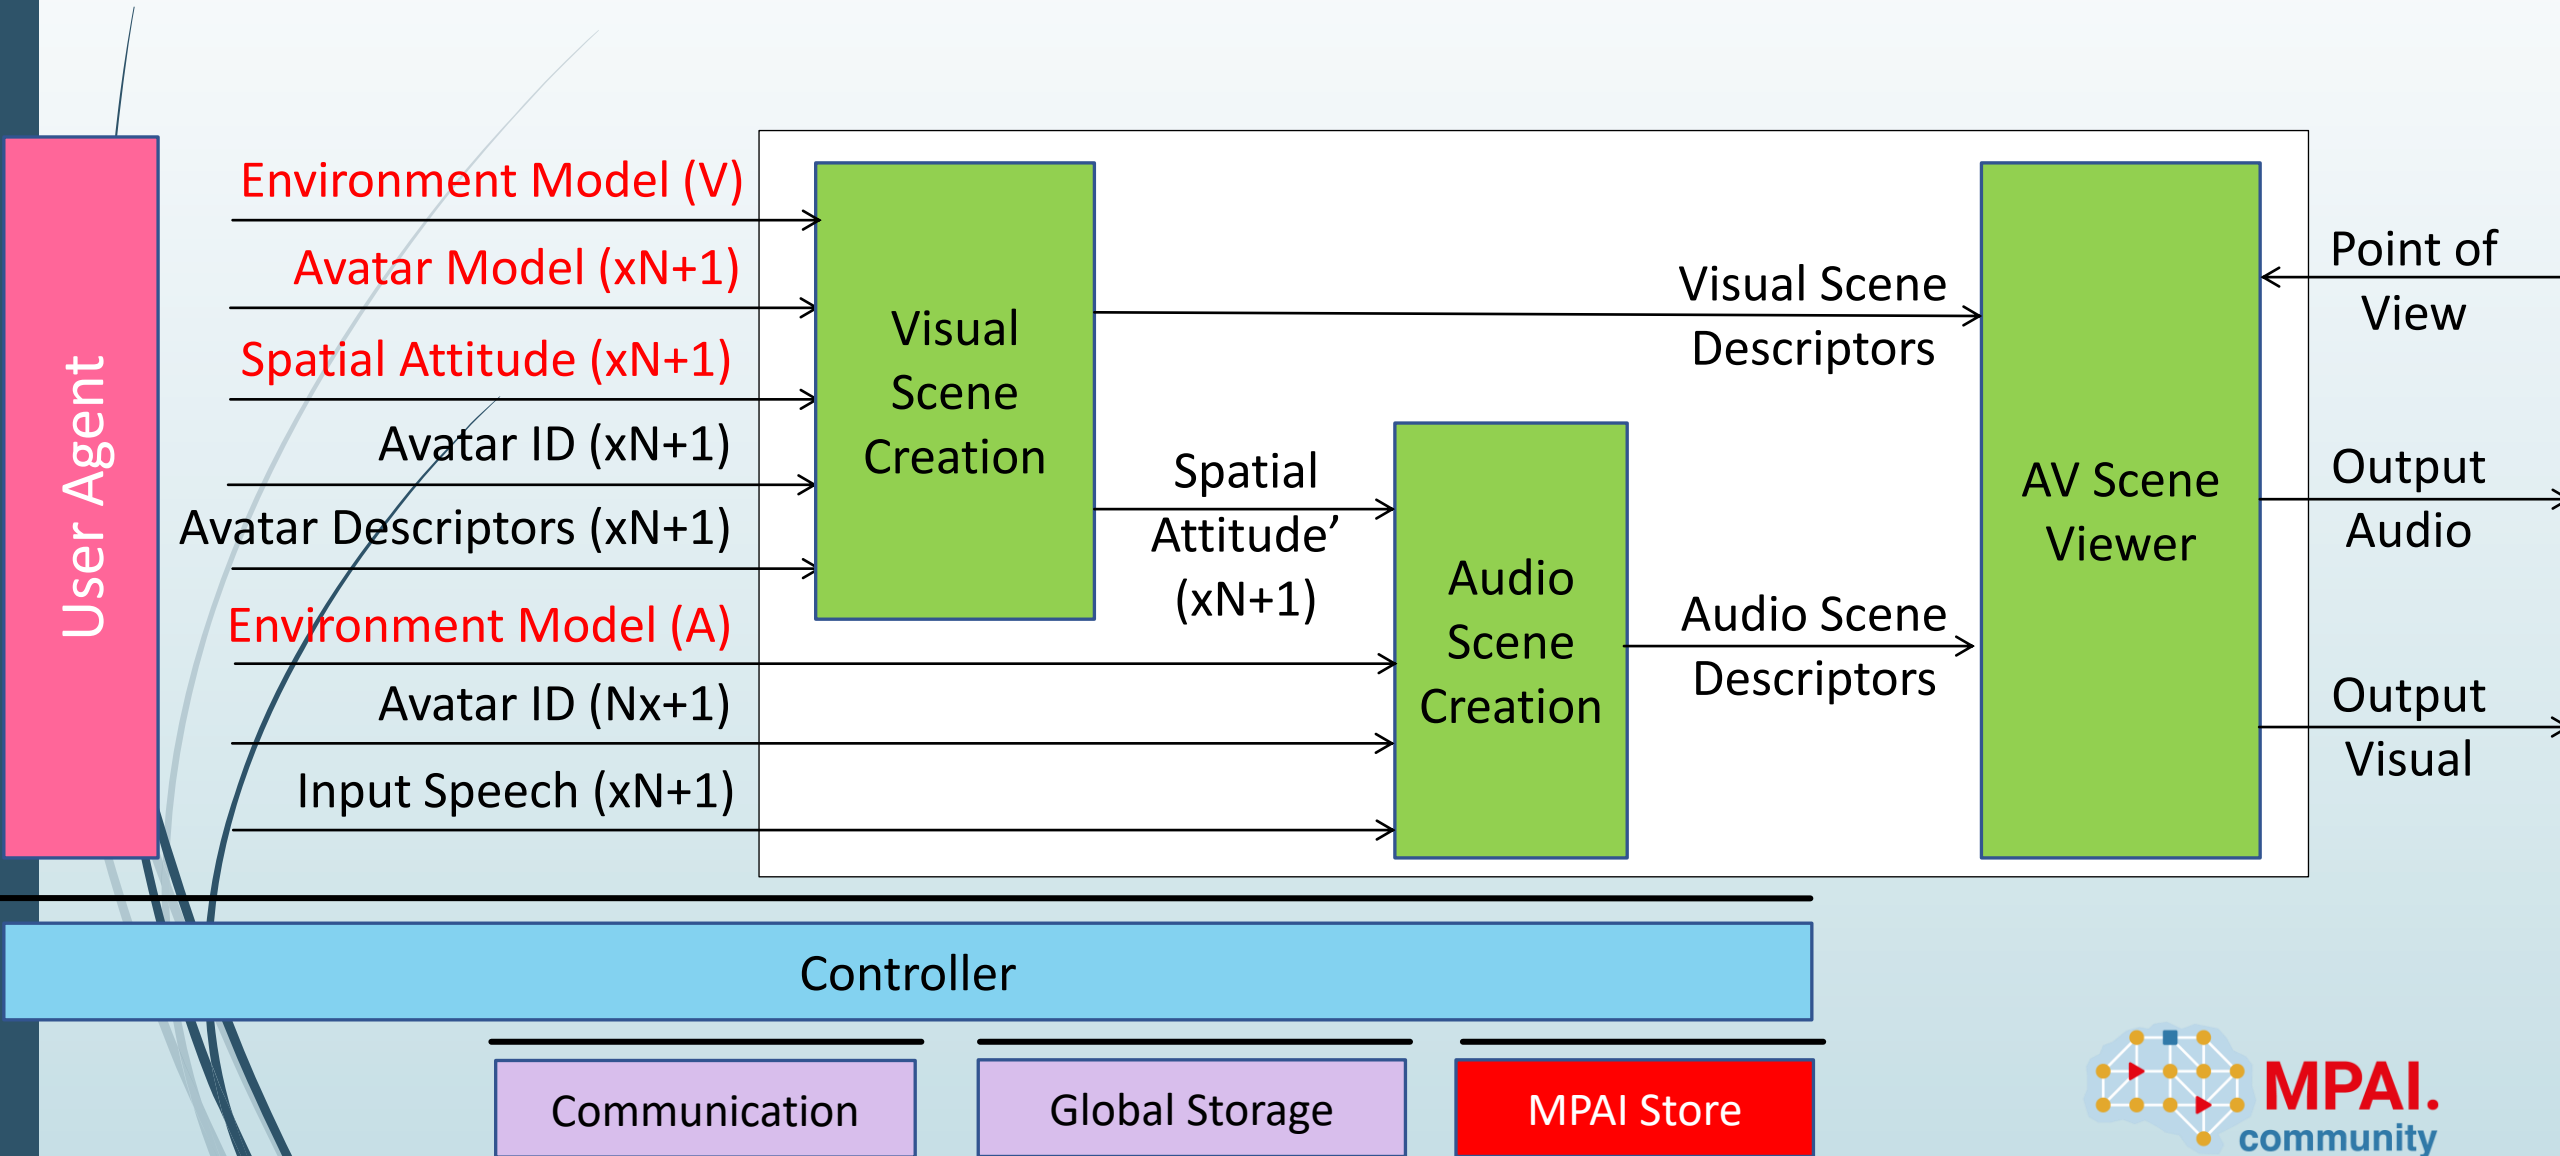 User Agent
Environment Model (V)
Avatar Model (xN+1)
Spatial Attitude (xN+1)
Avatar ID (xN+1)
Avatar Descriptors (xN+1)
Environment Model (A)
Avatar ID (Nx+1)
Input Speech (xN+1)
Visual
Scene
Creation
Spatial
Attitude’
(xN+1)
Audio
Scene
Creation
Visual Scene
Descriptors
Audio Scene
Descriptors
AV Scene
Viewer
Point of
View
Output
Audio
Output
Visual
Controller
Communication
Global Storage
MPAI Store
MPAI.
community